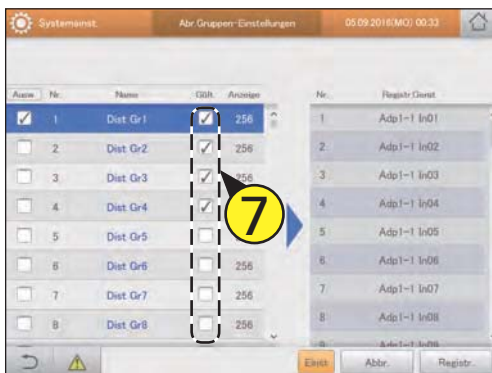 Systemeinst. Abr.Gruppen-Einstellungen 05.09.2016(MO) 00:33
Ausw. Nr. Name Gült. Anzeige Nr. Registr.Gerät
1 Dist Gr1 256 1 Adp1-1 In01
2 Dist Gr2 256 2 Adp1-1 In02
3 Dist Gr3 256 3 Adp1-1 In03
4 Dist Gr4 4 Adp1-1 In04
7
5 Dist Gr5 5 Adp1-1 In05
6 Dist Gr6 256 6 Adp1-1 In06
7 Dist Gr7 256 7 Adp1-1 In07
8 Dist Gr8 256 8 Adp1-1 In08
Einst. Abbr. Registr.